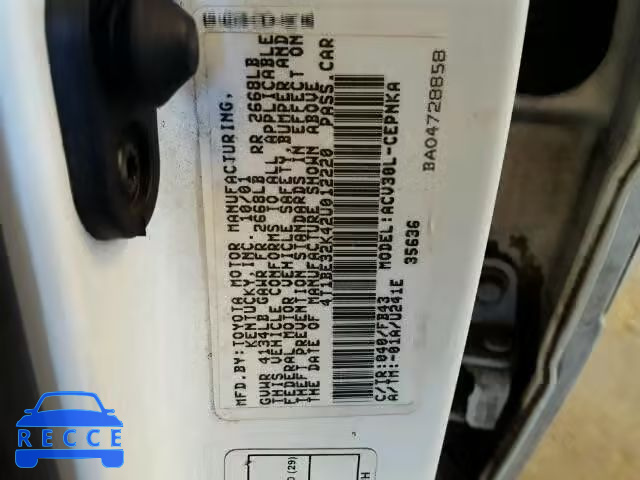 MFD.BY:TOYOTA MOTOR MANUFACTURING,
KENTUCKY, INC. 10/01
GVWR 4134LB GAWR FR 2668LB RR 2668LB
THIS VEHICLE CONFORMS TO ALL APPLICABLE
FEDERAL MOTOR VEHICLE SAFETY, BUMPER AND
THEFT PREVENTION STANDARDS IN EFFECT ON
THE DATE OF MANUFACTURE SHOWN ABOVE.
4T1BE32K42U012220 PASS.CAR
C/TR:040/FB43 MODEL:ACV30L-CEPNKA
A/TM:-01A/U241E 35636
BA04728858
(29)
RECCE